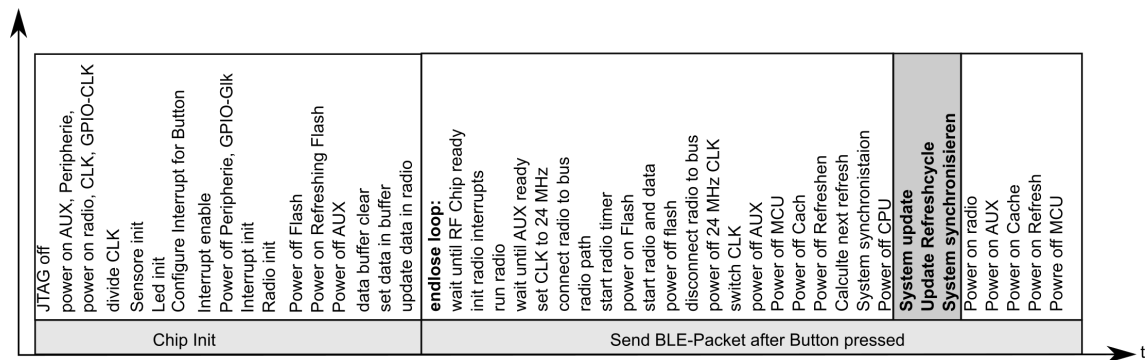 JTAG off
power on AUX, Peripherie,
power on radio, CLK, GPIO-CLK
divide CLK
Sensore init
Led init
Configure Interrupt for Button
Interrupt enable
Power off Peripherie, GPIO-Glk
Interrupt init
Radio init
Power off Flash
Power on Refreshing Flash
Power off AUX
data buffer clear
set data in buffer
update data in radio
endlose loop:
wait until RF Chip ready
init radio interrupts
run radio
wait until AUX ready
set CLK to 24 MHz
connect radio to bus
radio path
start radio timer
power on Flash
start radio and data
power off flash
disconnect radio to bus
power off 24 MHz CLK
switch CLK
power off AUX
Power off MCU
Power off Cach
Power off Refreshen
Calculte next refresh
System synchronistaion
Power off CPU
System update
Update Refreshcycle
System synchronisieren
Power on radio
Power on AUX
Power on Cache
Power on Refresh
Powre off MCU
Chip Init
Send BLE-Packet after Button pressed
t